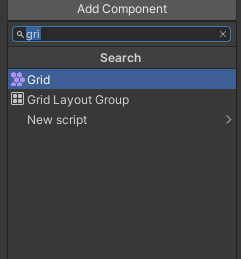 Add Component
gri
Search
Grid
Grid Layout Group
New script